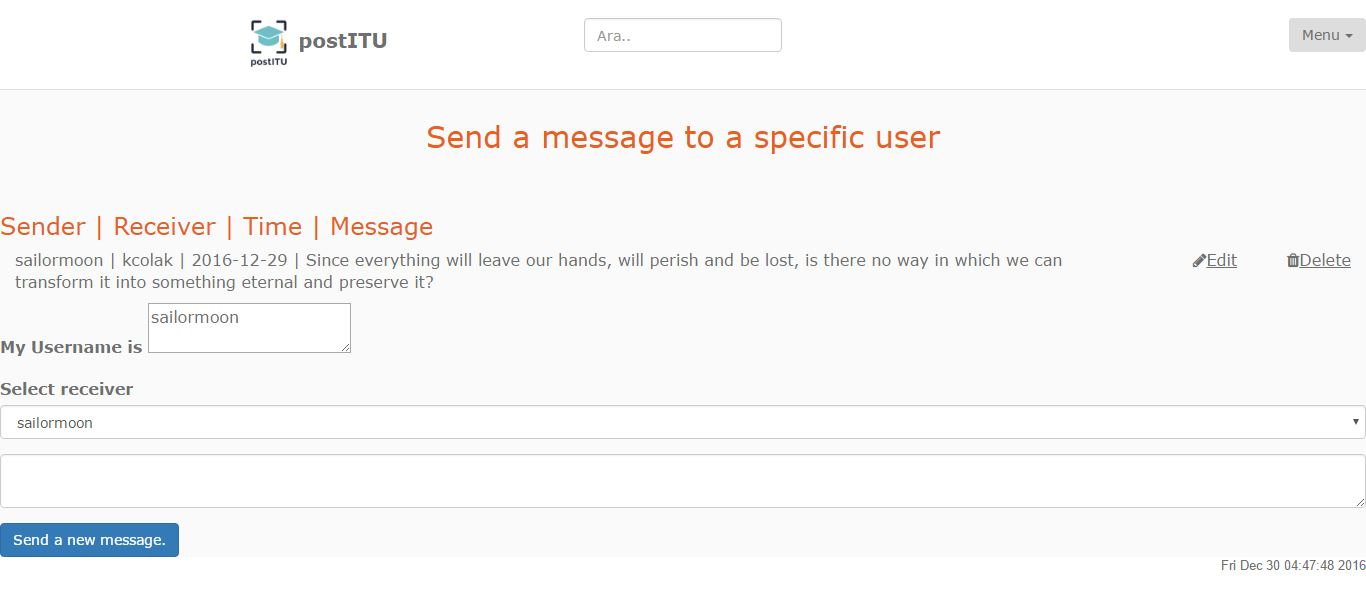 postITU
postITU
Ara..
Menu
Send a message to a specific user
Sender | Receiver | Time | Message
sailormoon | kcolak | 2016-12-29 | Since everything will leave our hands, will perish and be lost, is there no way in which we can
transform it into something eternal and preserve it?
Edit
Delete
My Username is
sailormoon
Select receiver
sailormoon
Send a new message.
Fri Dec 30 04:47:48 2016